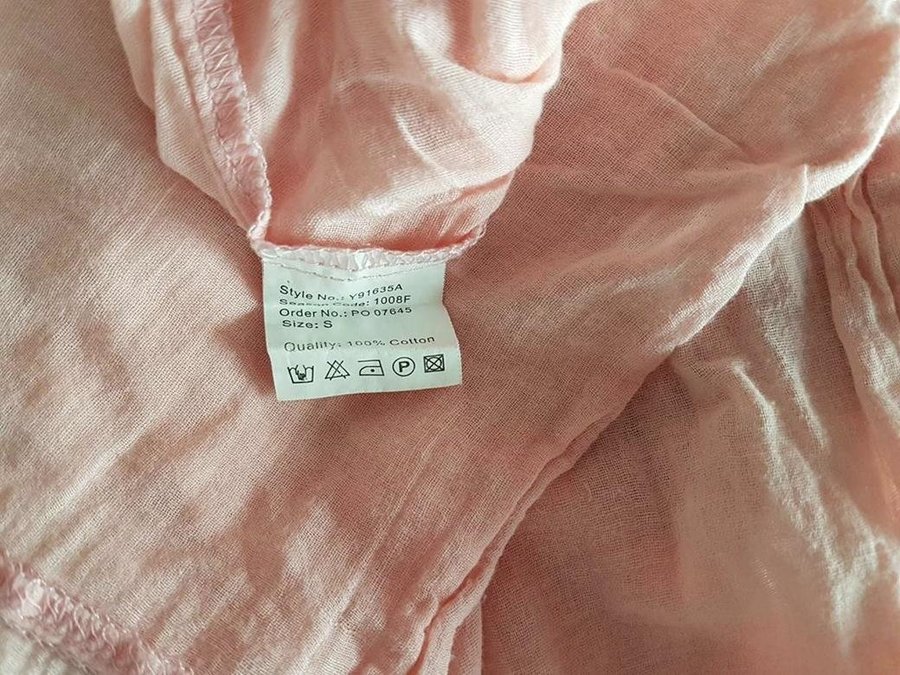 Style No.: Y91635A
Season Code: 1008F
Order No.: PO 07645
Size: S
Quality: 100% Cotton
P